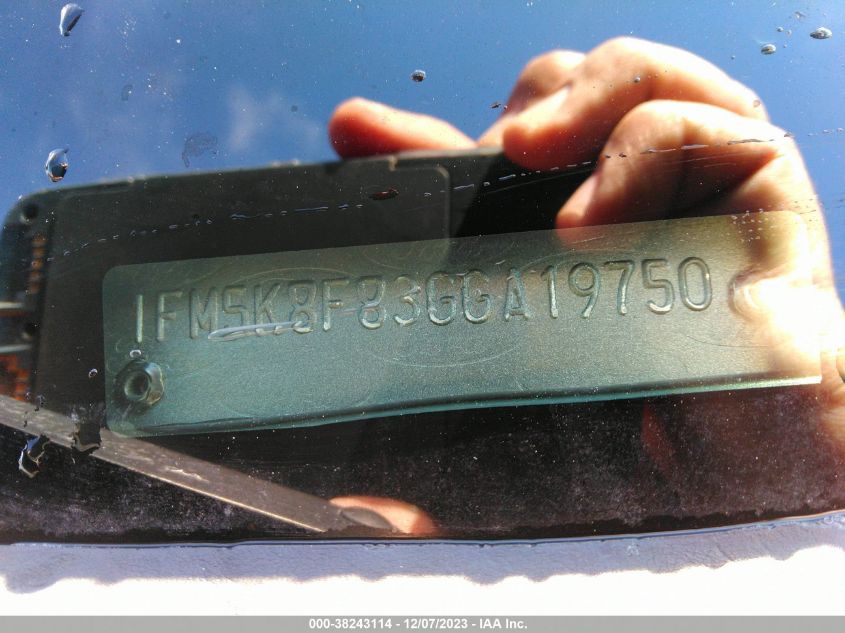 1FM5K8F83GGA19750
000-38243114 - 12/07/2023 - IAA Inc.